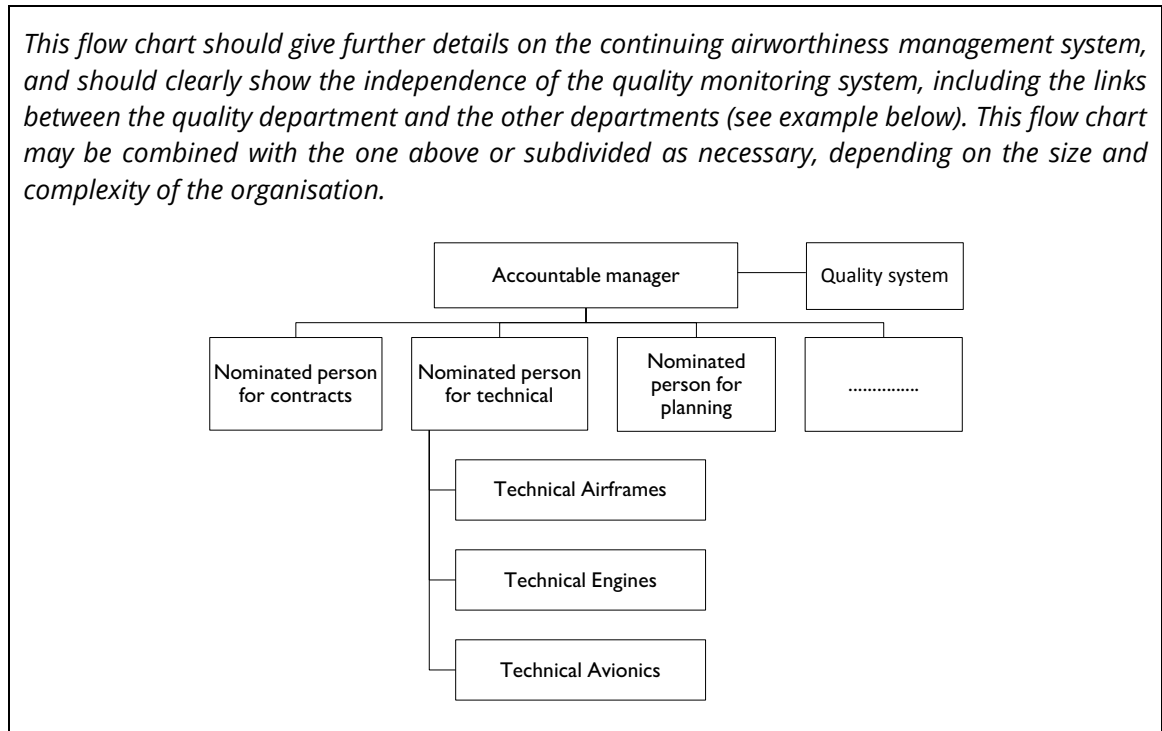 This flow chart should give further details on the continuing airworthiness management system,
and should clearly show the independence of the quality monitoring system, including the links
between the quality department and the other departments (see example below). This flow chart
may be combined with the one above or subdivided as necessary, depending on the size and
complexity of the organisation.
Accountable manager
Quality system
Nominated person
for contracts
Nominated person
for technical
Nominated
person for
planning
...............
Technical Airframes
Technical Engines
Technical Avionics